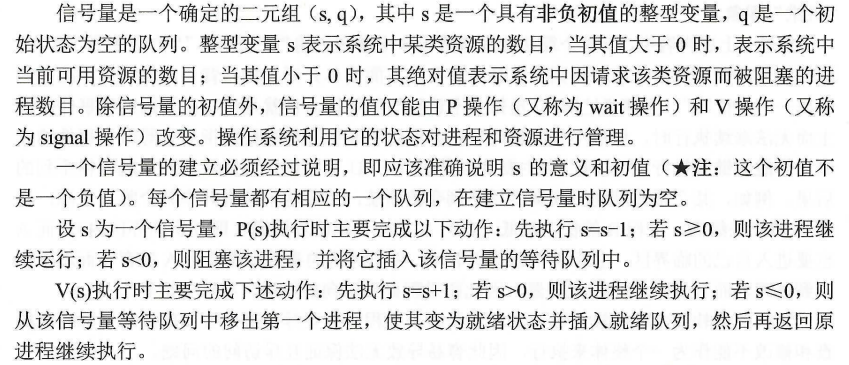 信号量是一个确定的二元组（s, q），其中 s 是一个具有非负初值的整型变量，q 是一个初
始状态为空的队列。整型变量 s 表示系统中某类资源的数目，当其值大于 0 时，表示系统中
当前可用资源的数目；当其值小于 0 时，其绝对值表示系统中因请求该类资源而被阻塞的进
程数目。除信号量的初值外，信号量的值仅能由 P 操作（又称为 wait 操作）和 V 操作（又称
为 signal 操作）改变。操作系统利用它的状态对进程和资源进行管理。
一个信号量的建立必须经过说明，即应该准确说明 s 的意义和初值（★注：这个初值不
是一个负值）。每个信号量都有相应的一个队列，在建立信号量时队列为空。
设 s 为一个信号量，P(s)执行时主要完成以下动作：先执行 s=s-1；若 s≥0，则该进程继
续运行；若 s<0，则阻塞该进程，并将它插入该信号量的等待队列中。
V(s)执行时主要完成下述动作：先执行 s=s+1；若 s>0，则该进程继续执行；若 s≤0，则
从该信号量等待队列中移出第一个进程，使其变为就绪状态并插入就绪队列，然后再返回原
进程继续执行。